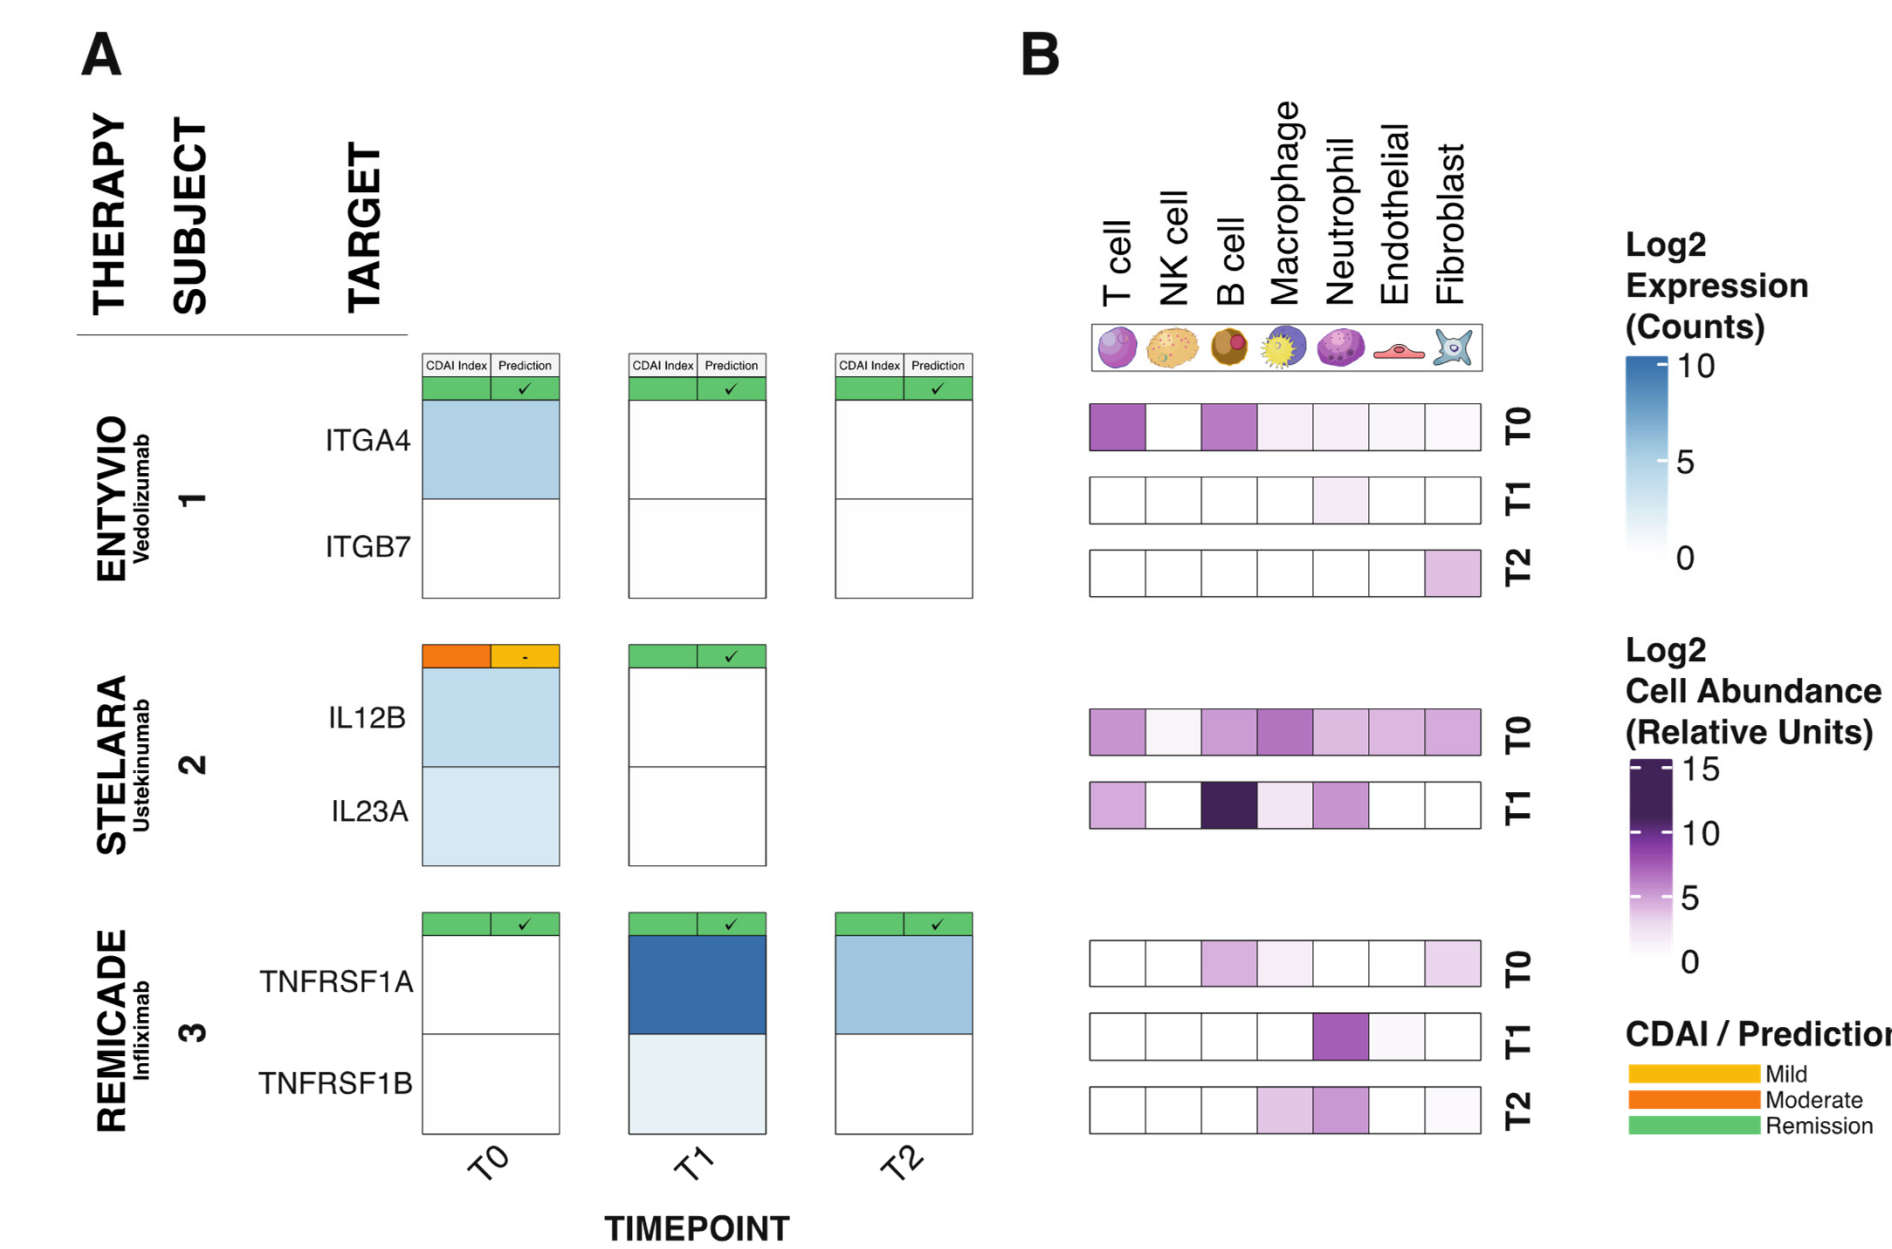 A
B
THERAPY
SUBJECT
TARGET
T cell
NK cell
B cell
Macrophage
Neutrophil
Endothelial
Fibroblast
CDAI Index Prediction CDAI Index Prediction CDAI Index Prediction
✓ ✓ ✓
ENTYVIO
Vedolizumab
1
ITGA4
ITGB7
T0
T1
T2
- ✓
STELARA
Ustekinumab
2
IL12B
IL23A
T0
T1
✓ ✓ ✓
REMICADE
Infliximab
3
TNFRSF1A
TNFRSF1B
T0
T1
T2
T0 T1 T2
TIMEPOINT
Log2
Expression
(Counts)
10
5
0
Log2
Cell Abundance
(Relative Units)
15
10
5
0
CDAI / Prediction
Mild
Moderate
Remission